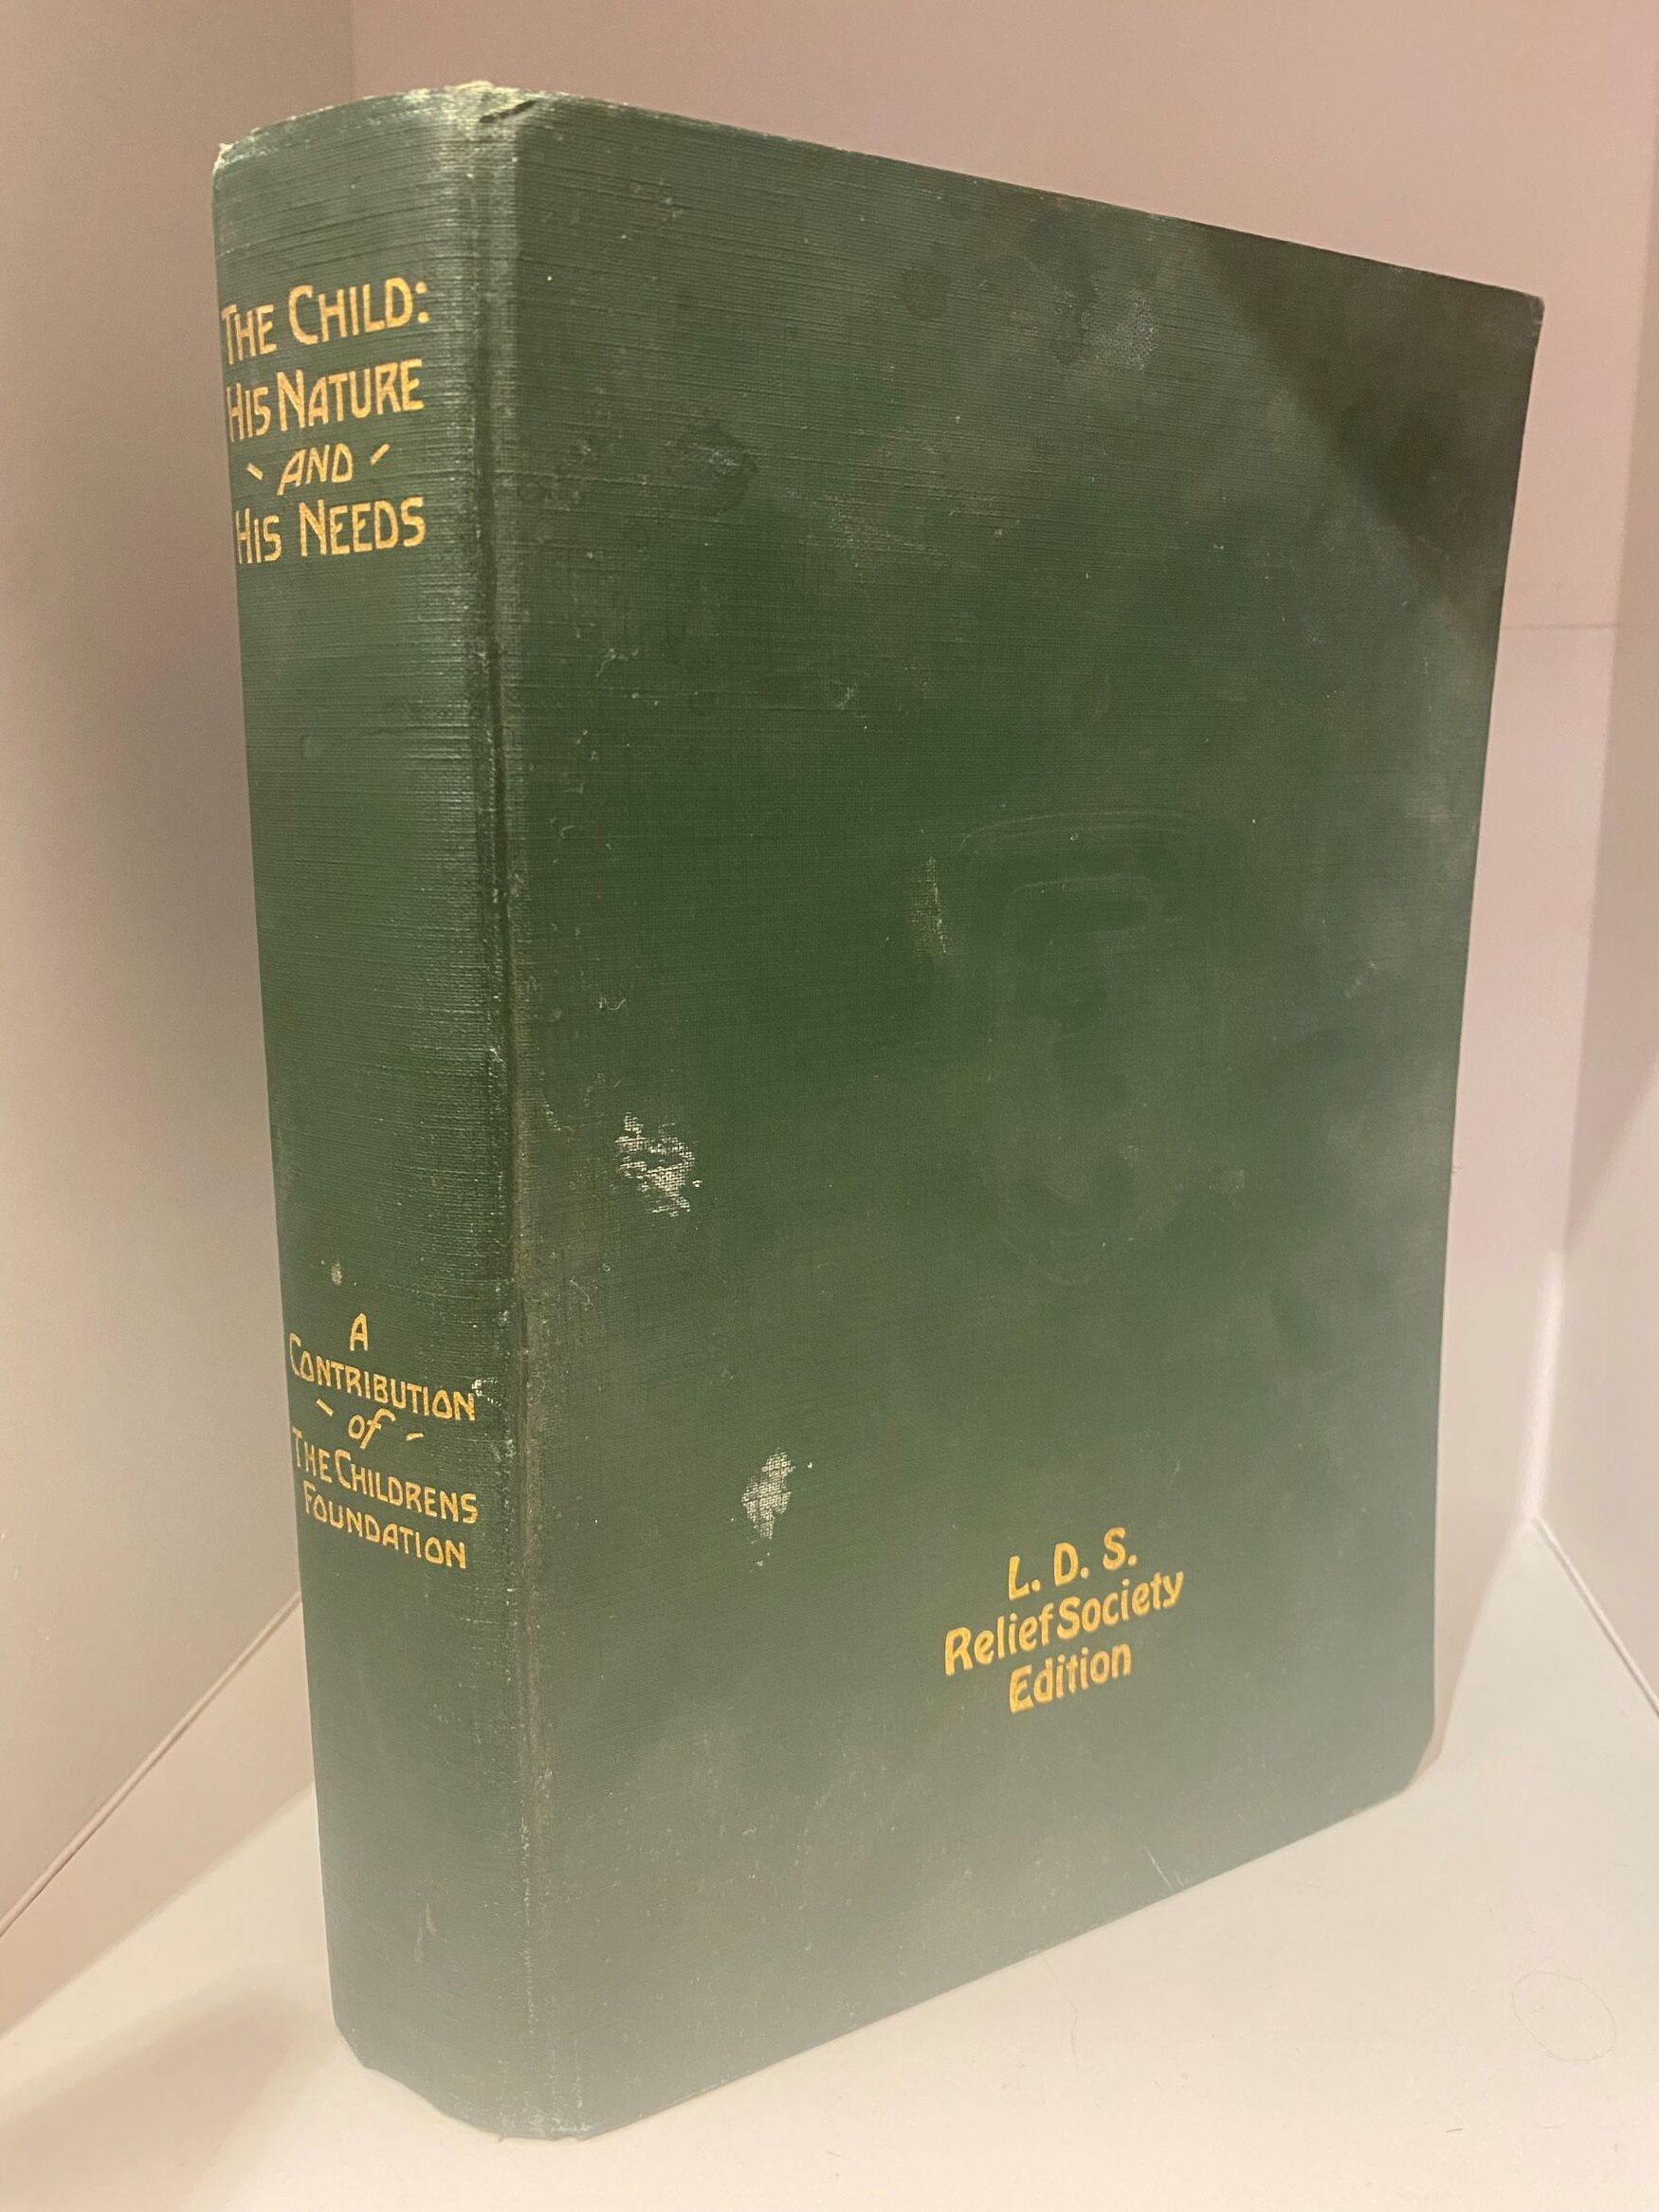 THE CHILD:
HIS NATURE
- AND -
HIS NEEDS
A
CONTRIBUTION
- of -
THE CHILDRENS
FOUNDATION
L. D. S.
Relief Society
Edition